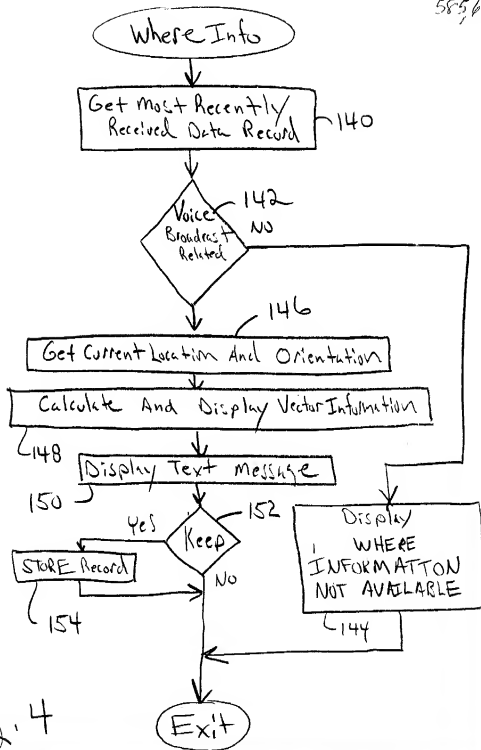 5856
Where Info
Get Most Recently
Received Data Record
140
142
Voice
Broadcast
Related
NO
146
Get Current Location And Orientation
Calculate And Display Vector Information
148
Display Text Message
150
152
Yes
Keep
NO
STORE Record
154
Display
WHERE
INFORMATION
NOT AVAILABLE
144
Exit
4